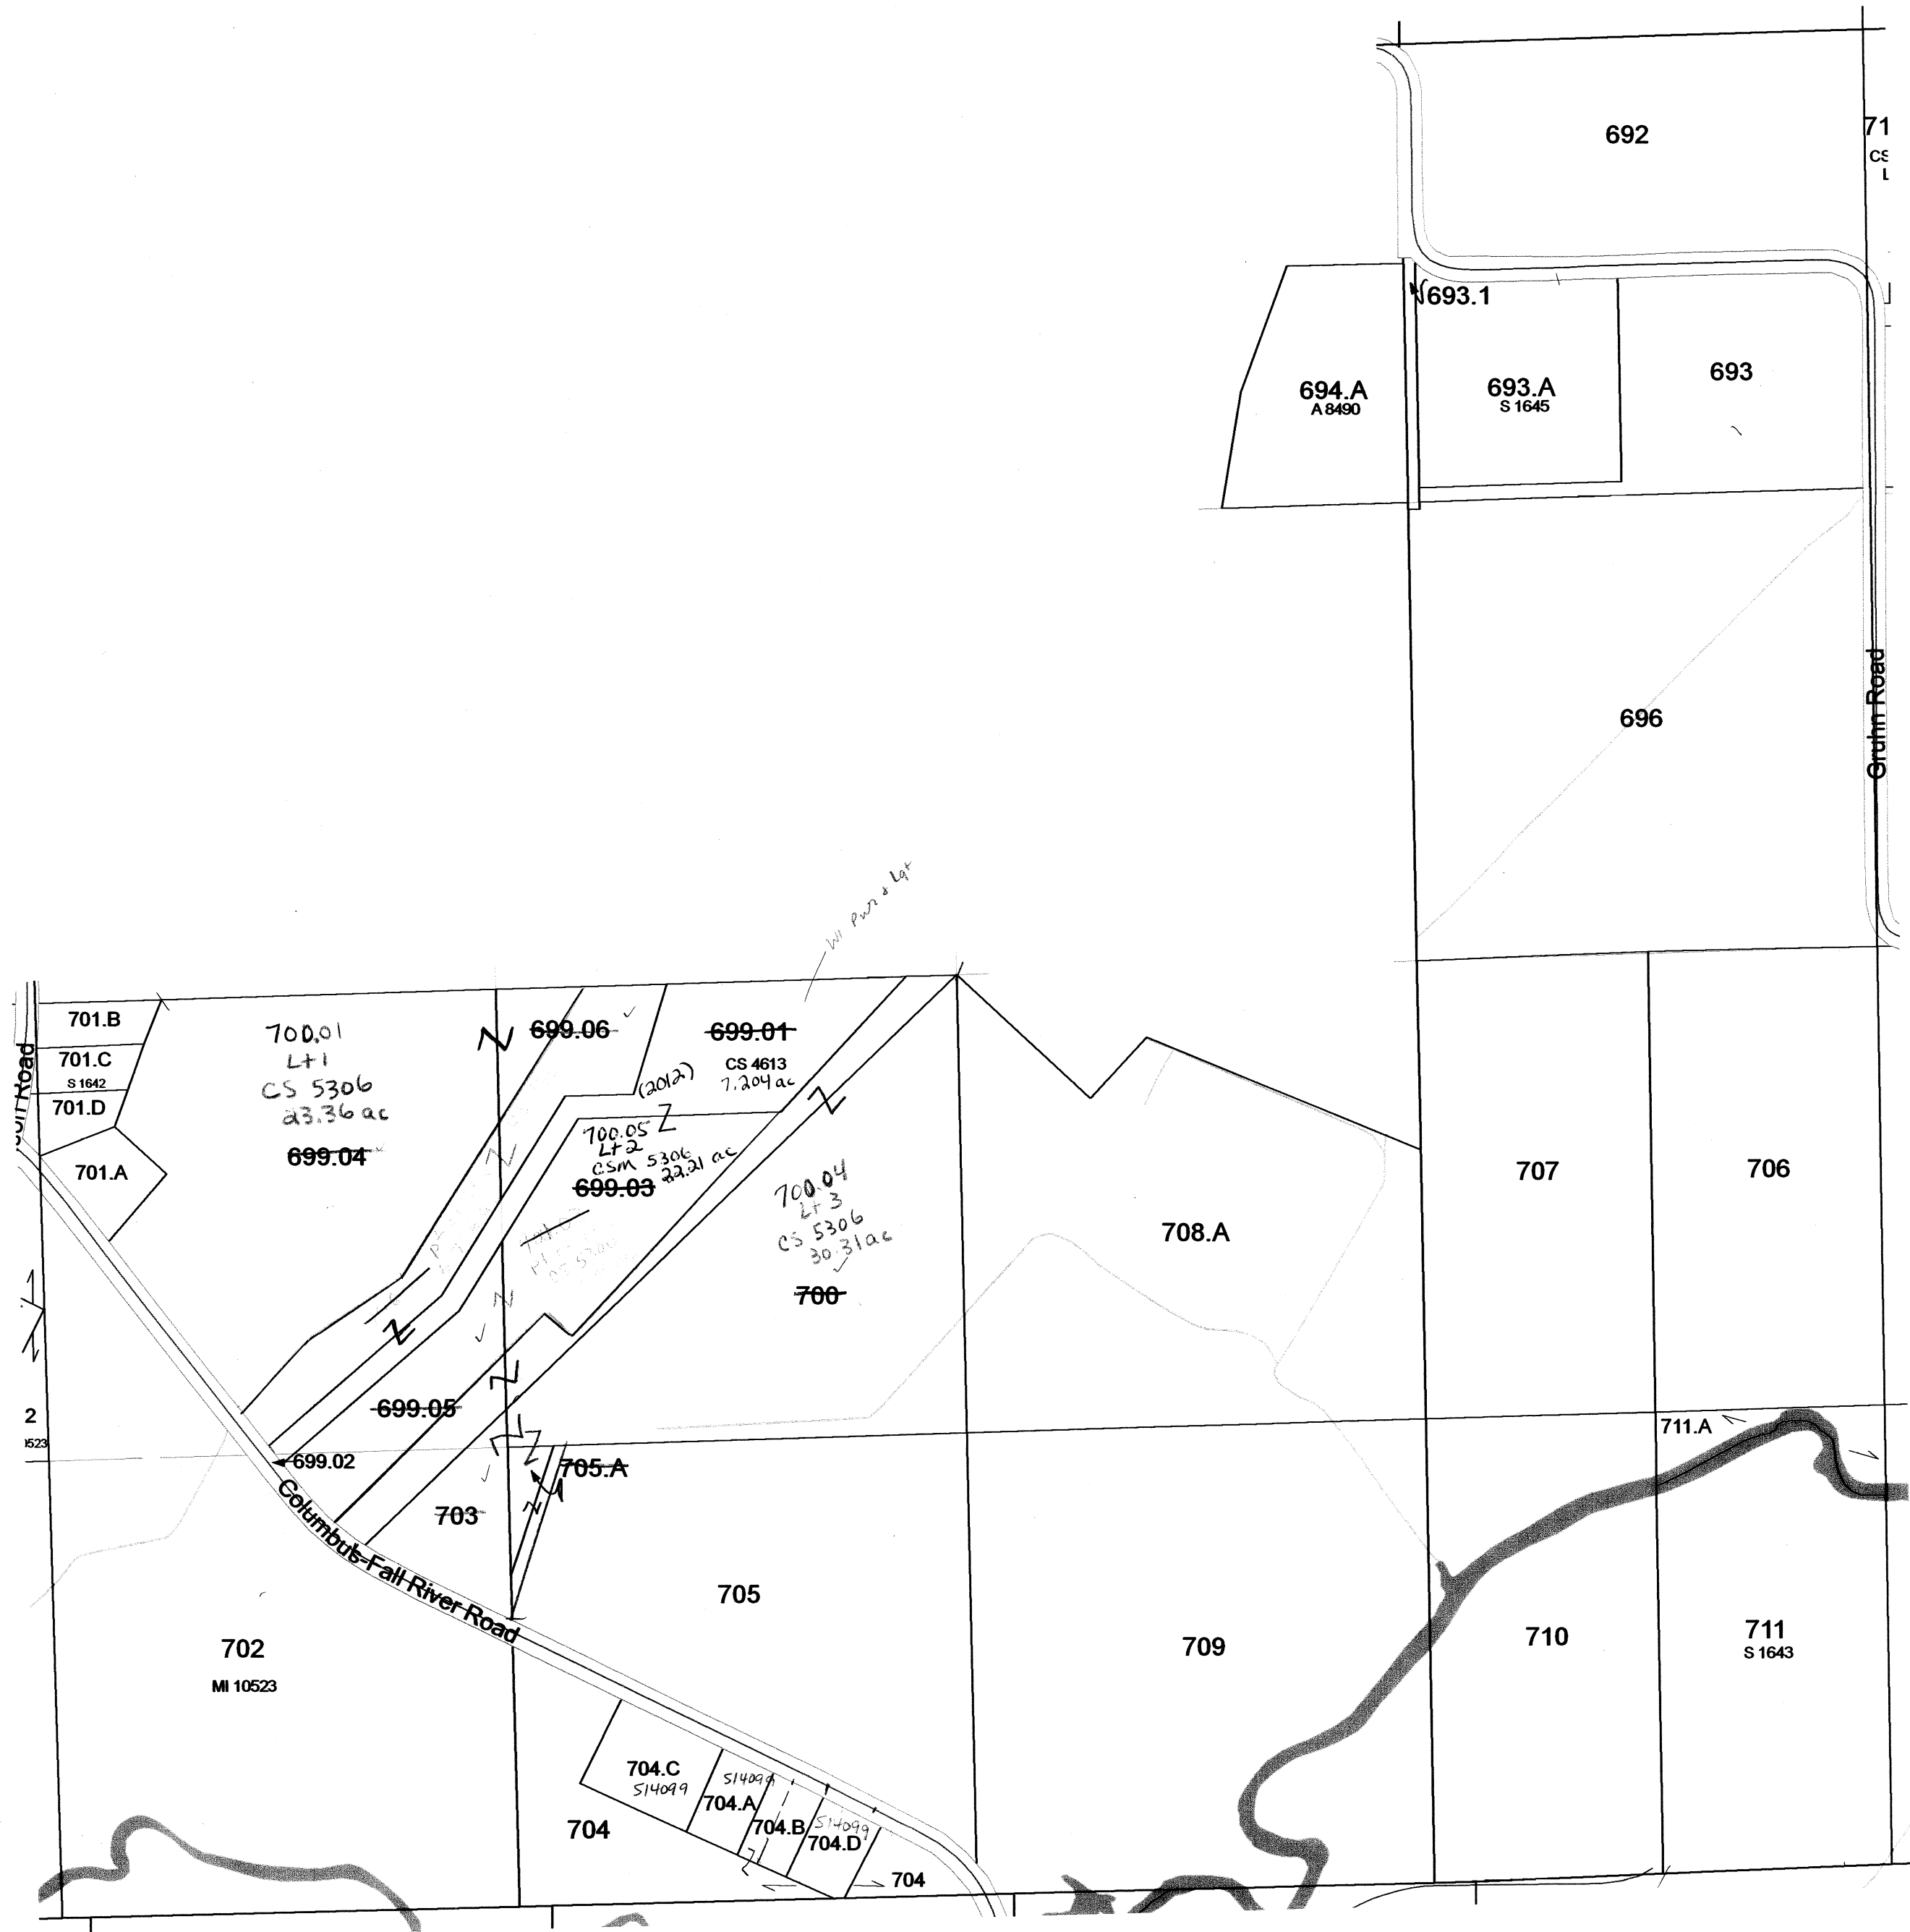 692
71
CS
L
693.1
694.A
A 8490
693.A
S 1645
693
696
Gruhn Road
WI Pwr & Lgt
701.B
701.C
S 1642
701.D
701.A
700.01
Lt 1
CS 5306
23.36 ac
699.04
699.06
699.01
CS 4613
7.204 ac
(2012)
700.05
Lt 2
CSM 5306
22.21 ac
699.03
700.04
Lt 3
CS 5306
30.31 ac
700
708.A
707
706
699.05
699.02
2
703
705.A
Columbus-Fall River Road
705
702
MI 10523
709
710
711.A
711
S 1643
704.C
514099
514099
704.A
704.B
514099
704.D
704
704